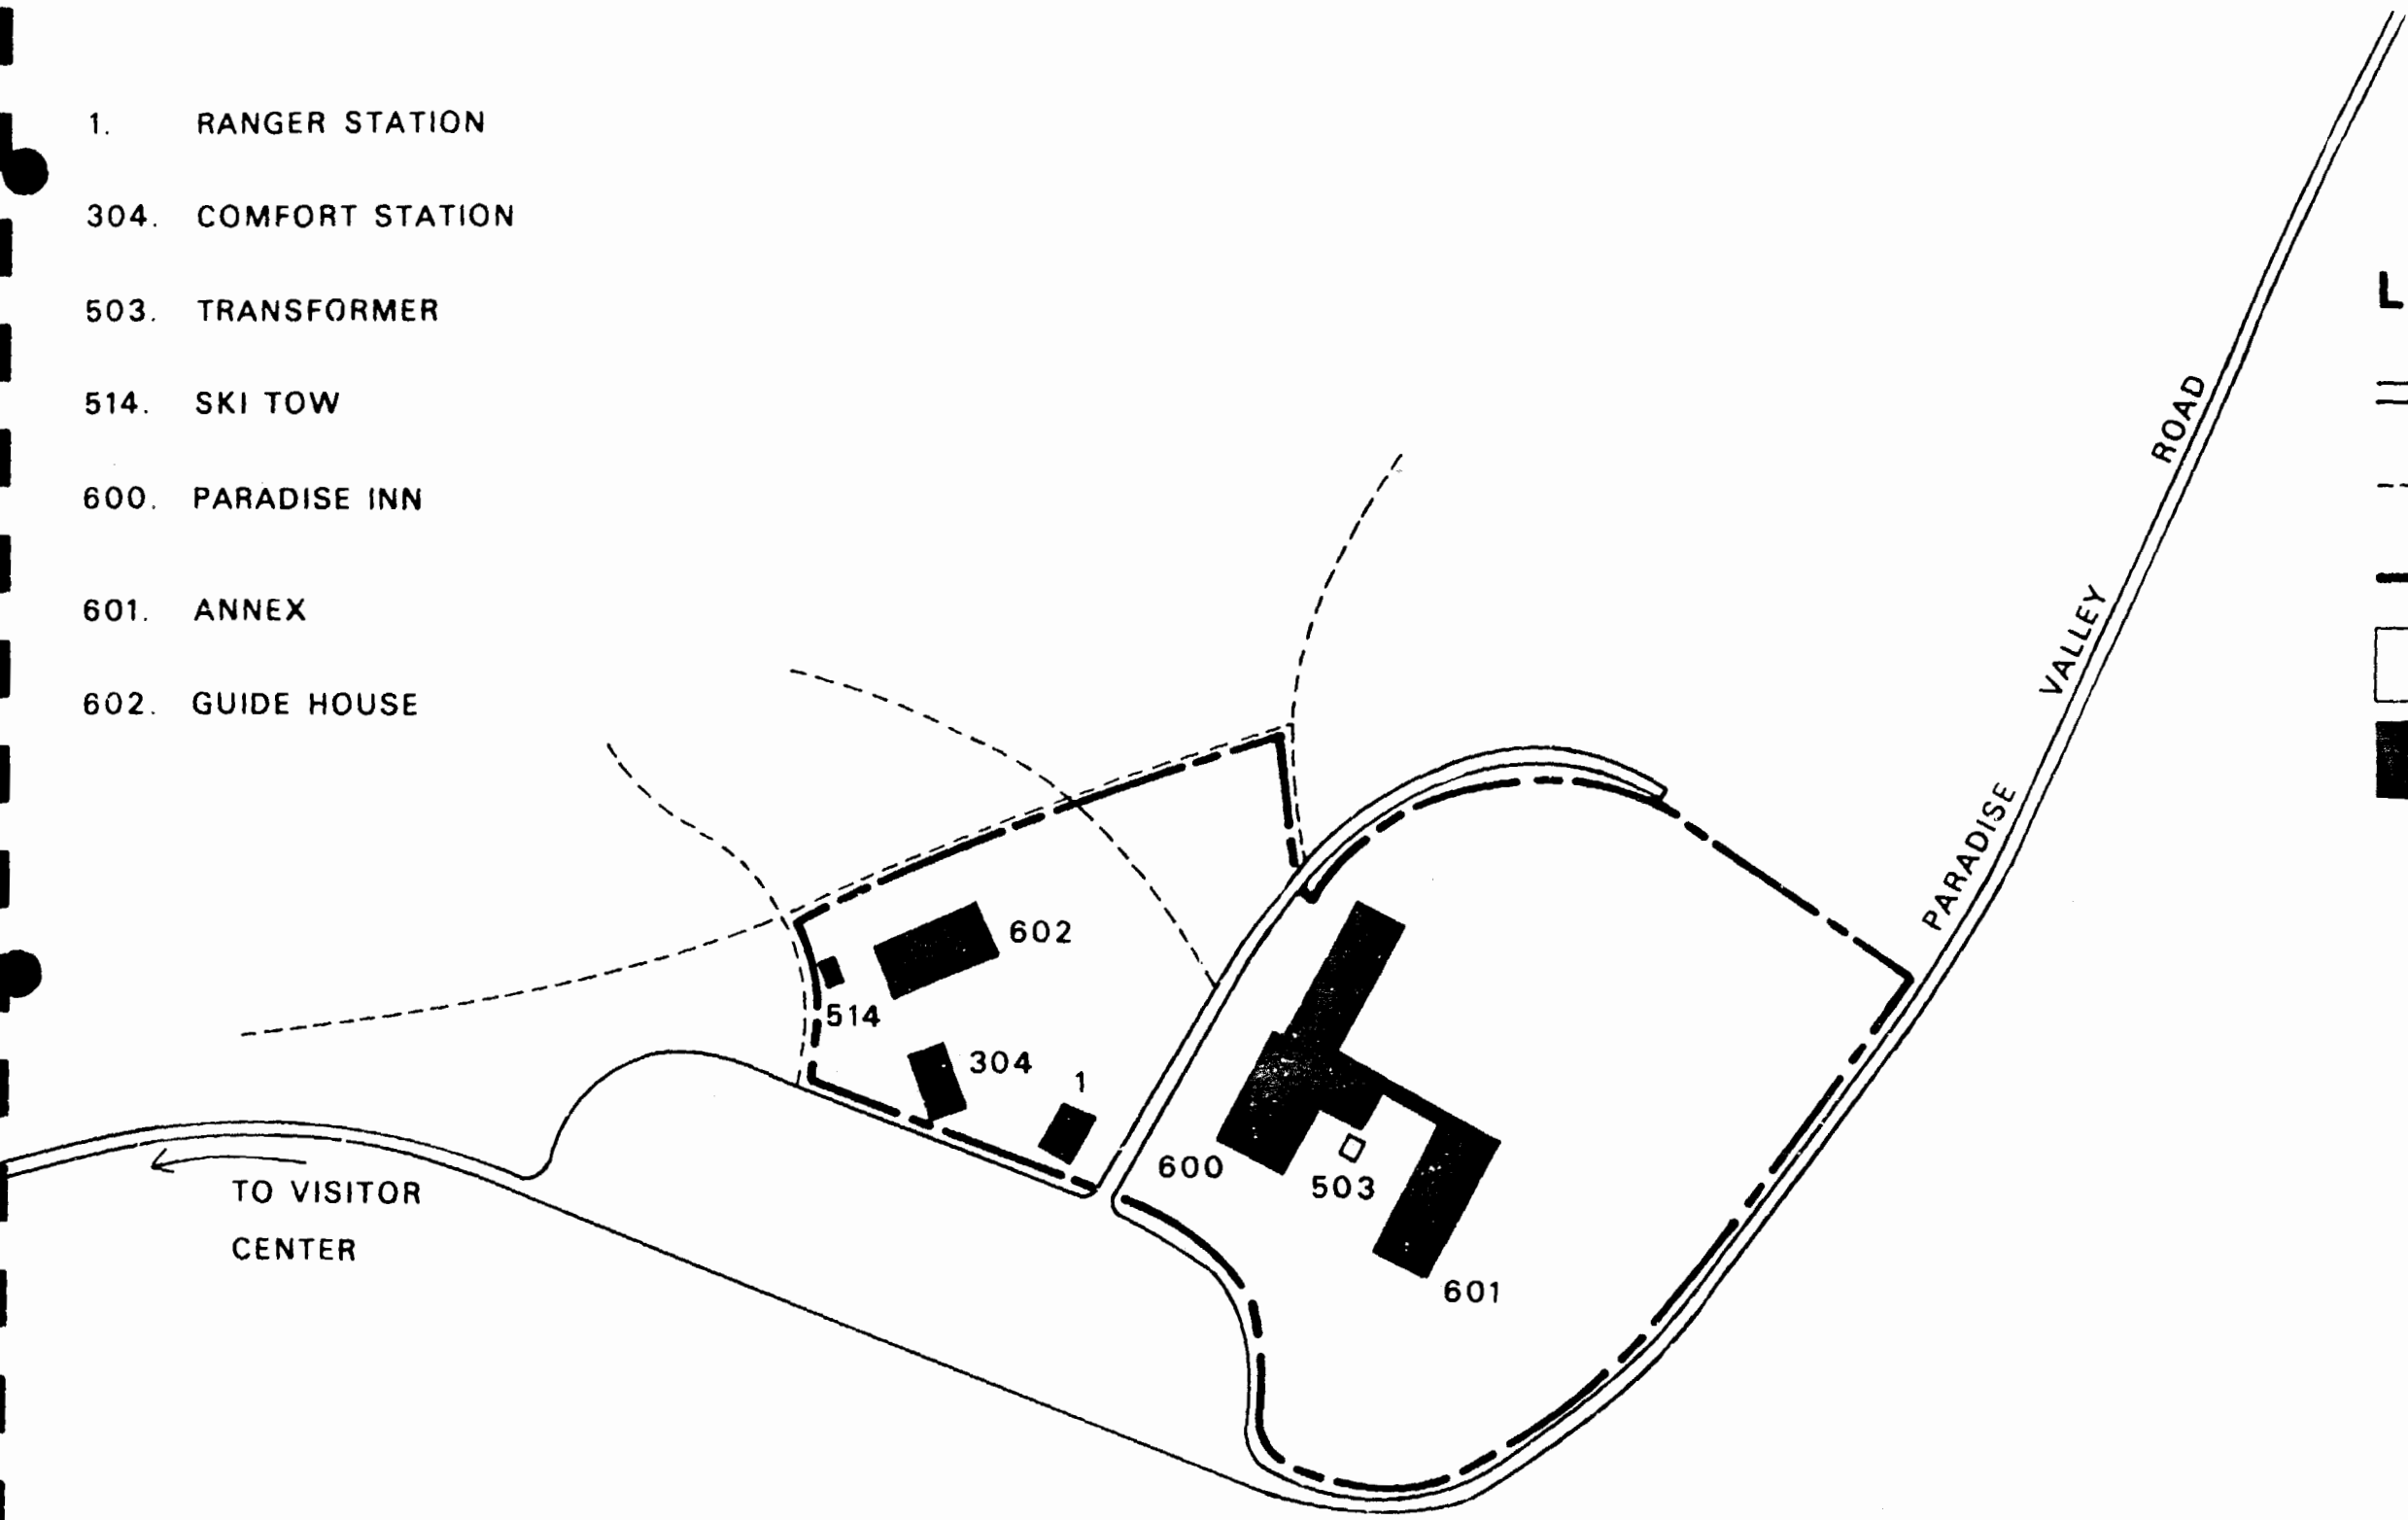 1. RANGER STATION
304. COMFORT STATION
503. TRANSFORMER
514. SKI TOW
600. PARADISE INN
601. ANNEX
602. GUIDE HOUSE
L
PARADISE VALLEY ROAD
602
514
304
1
600
503
601
TO VISITOR
CENTER